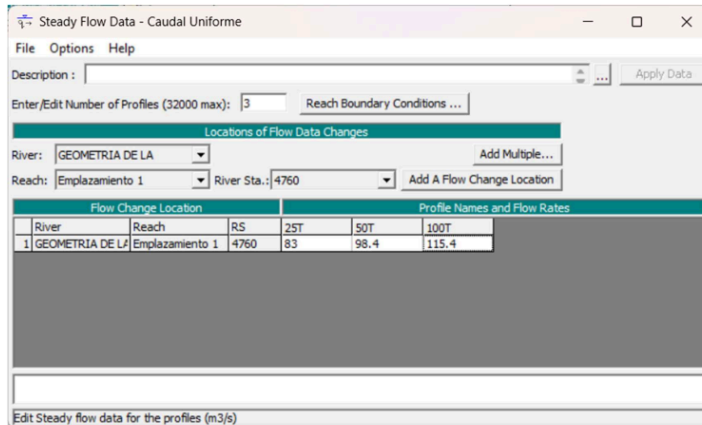 Steady Flow Data - Caudal Uniforme
File Options Help
Description : ... Apply Data
Enter/Edit Number of Profiles (32000 max): 3 Reach Boundary Conditions ...
Locations of Flow Data Changes
River: GEOMETRIA DE LA Add Multiple...
Reach: Emplazamiento 1 River Sta.: 4760 Add A Flow Change Location
Flow Change Location Profile Names and Flow Rates
River Reach RS 25T 50T 100T
1 GEOMETRIA DE LA Emplazamiento 1 4760 83 98.4 115.4
Edit Steady flow data for the profiles (m3/s)